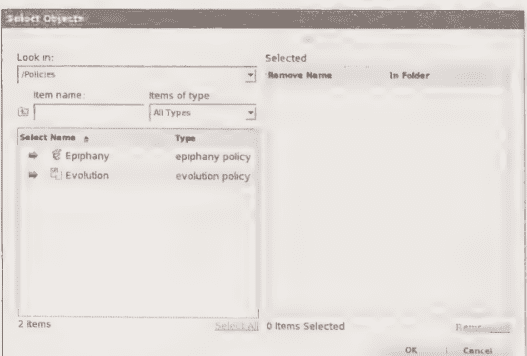 Select Objects
Look in:
/Policies
Item name:
Items of type
All Types
Select Name
Type
Epiphany
epiphany policy
Evolution
evolution policy
2 items
Select All
Selected
Remove Name
In Folder
0 Items Selected
OK
Cancel